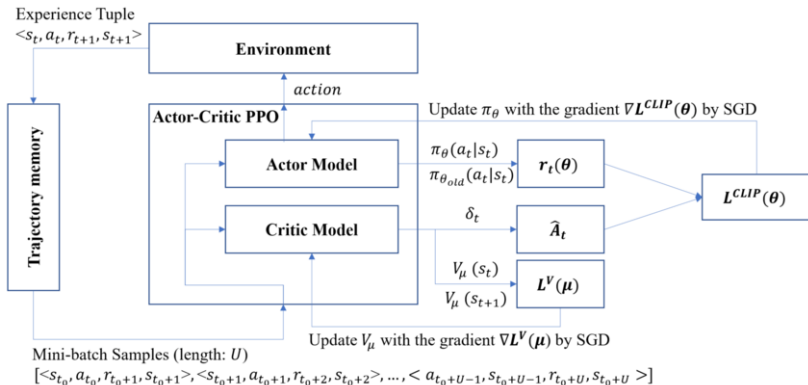 Experience Tuple
<s_t, a_t, r_{t+1}, s_{t+1}>
Environment
action
Update π_θ with the gradient ∇L^{CLIP}(θ) by SGD
Actor-Critic PPO
Trajectory memory
Actor Model
π_θ(a_t|s_t)
π_{θ_{old}}(a_t|s_t)
r_t(θ)
L^{CLIP}(θ)
Critic Model
δ_t
Â_t
V_μ(s_t)
V_μ(s_{t+1})
L^V(μ)
Update V_μ with the gradient ∇L^V(μ) by SGD
Mini-batch Samples (length: U)
[<s_{t_0}, a_{t_0}, r_{t_0+1}, s_{t_0+1}>, <s_{t_0+1}, a_{t_0+1}, r_{t_0+2}, s_{t_0+2}>, …, < a_{t_0+U-1}, s_{t_0+U-1}, r_{t_0+U}, s_{t_0+U} >]